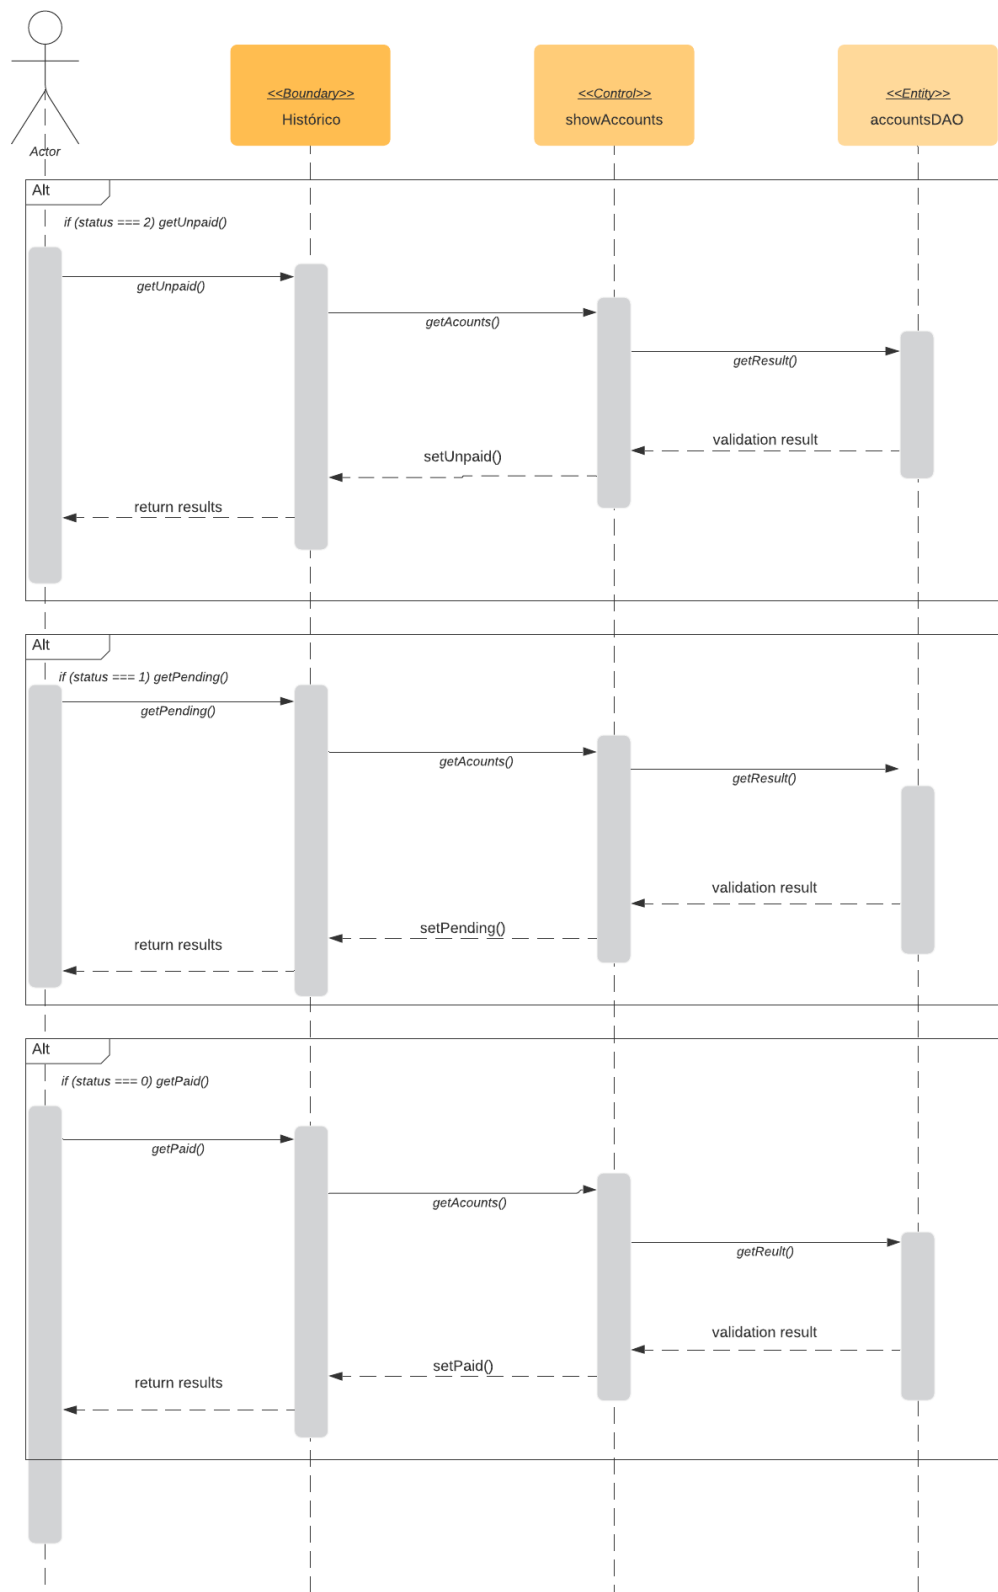 <<Boundary>>
Histórico
<<Control>>
showAccounts
<<Entity>>
accountsDAO
Actor
Alt
if (status === 2) getUnpaid()
getUnpaid()
getAcounts()
getResult()
validation result
setUnpaid()
return results
Alt
if (status === 1) getPending()
getPending()
getAcounts()
getResult()
validation result
setPending()
return results
Alt
if (status === 0) getPaid()
getPaid()
getAcounts()
getReult()
validation result
setPaid()
return results